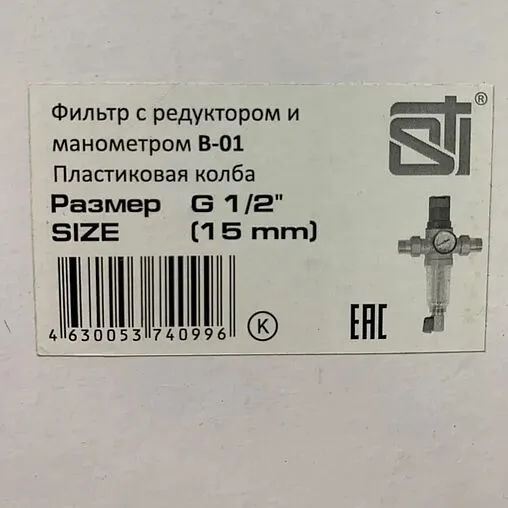 Фильтр с редуктором и
манометром В-01
Пластиковая колба
Размер G 1/2"
SIZE (15 mm)
4 630053 740996 K
EAC
STI ®